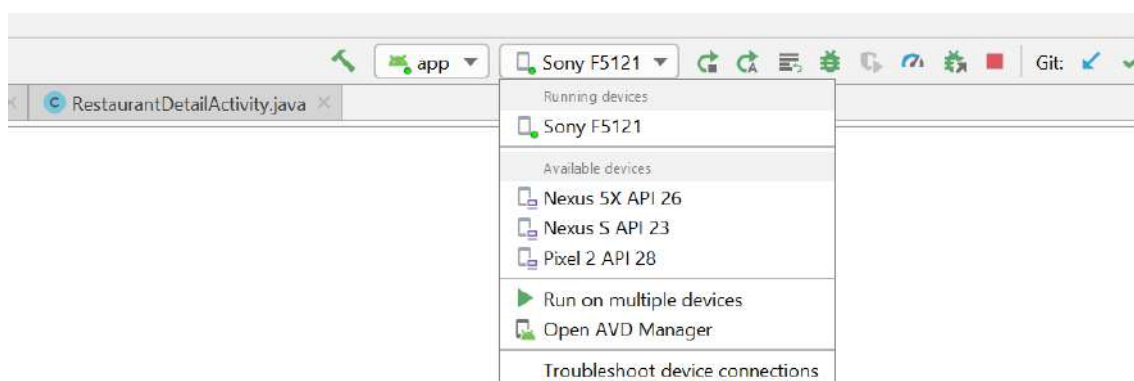 app
Sony F5121
Git:
RestaurantDetailActivity.java
Running devices
Sony F5121
Available devices
Nexus 5X API 26
Nexus S API 23
Pixel 2 API 28
Run on multiple devices
Open AVD Manager
Troubleshoot device connections